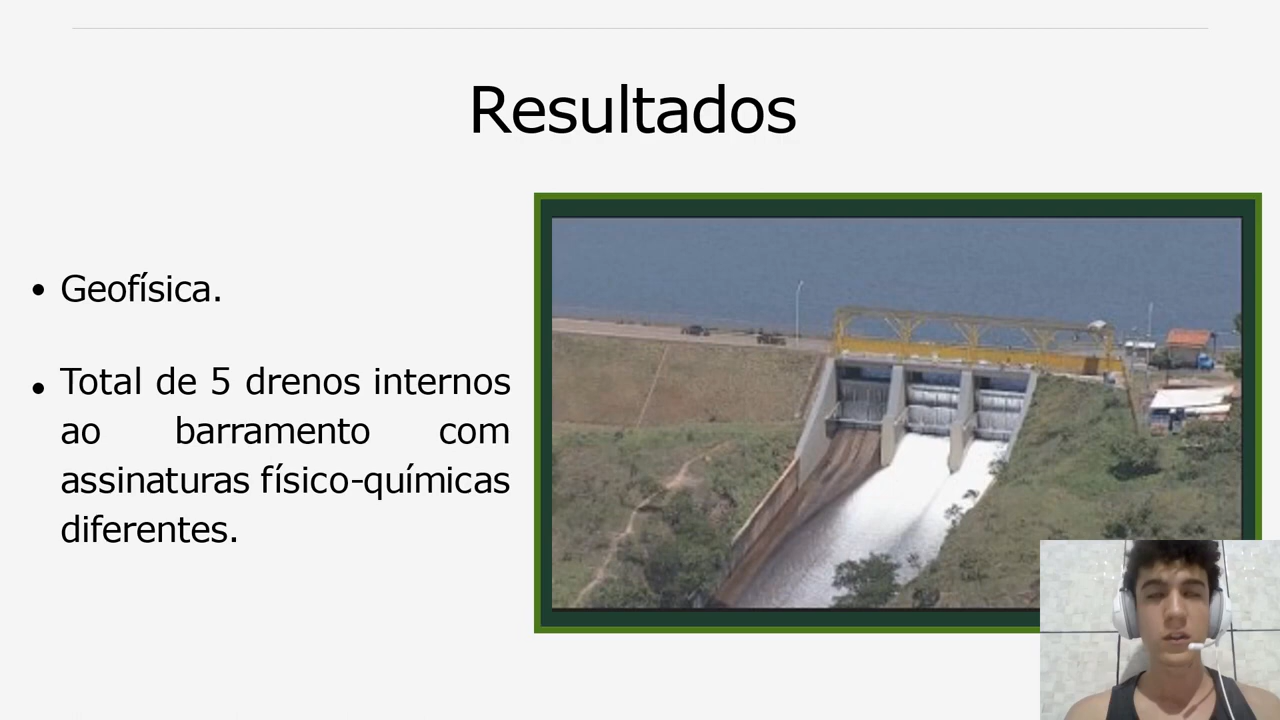 Resultados
• Geofísica.
• Total de 5 drenos internos
ao barramento com
assinaturas físico-químicas
diferentes.